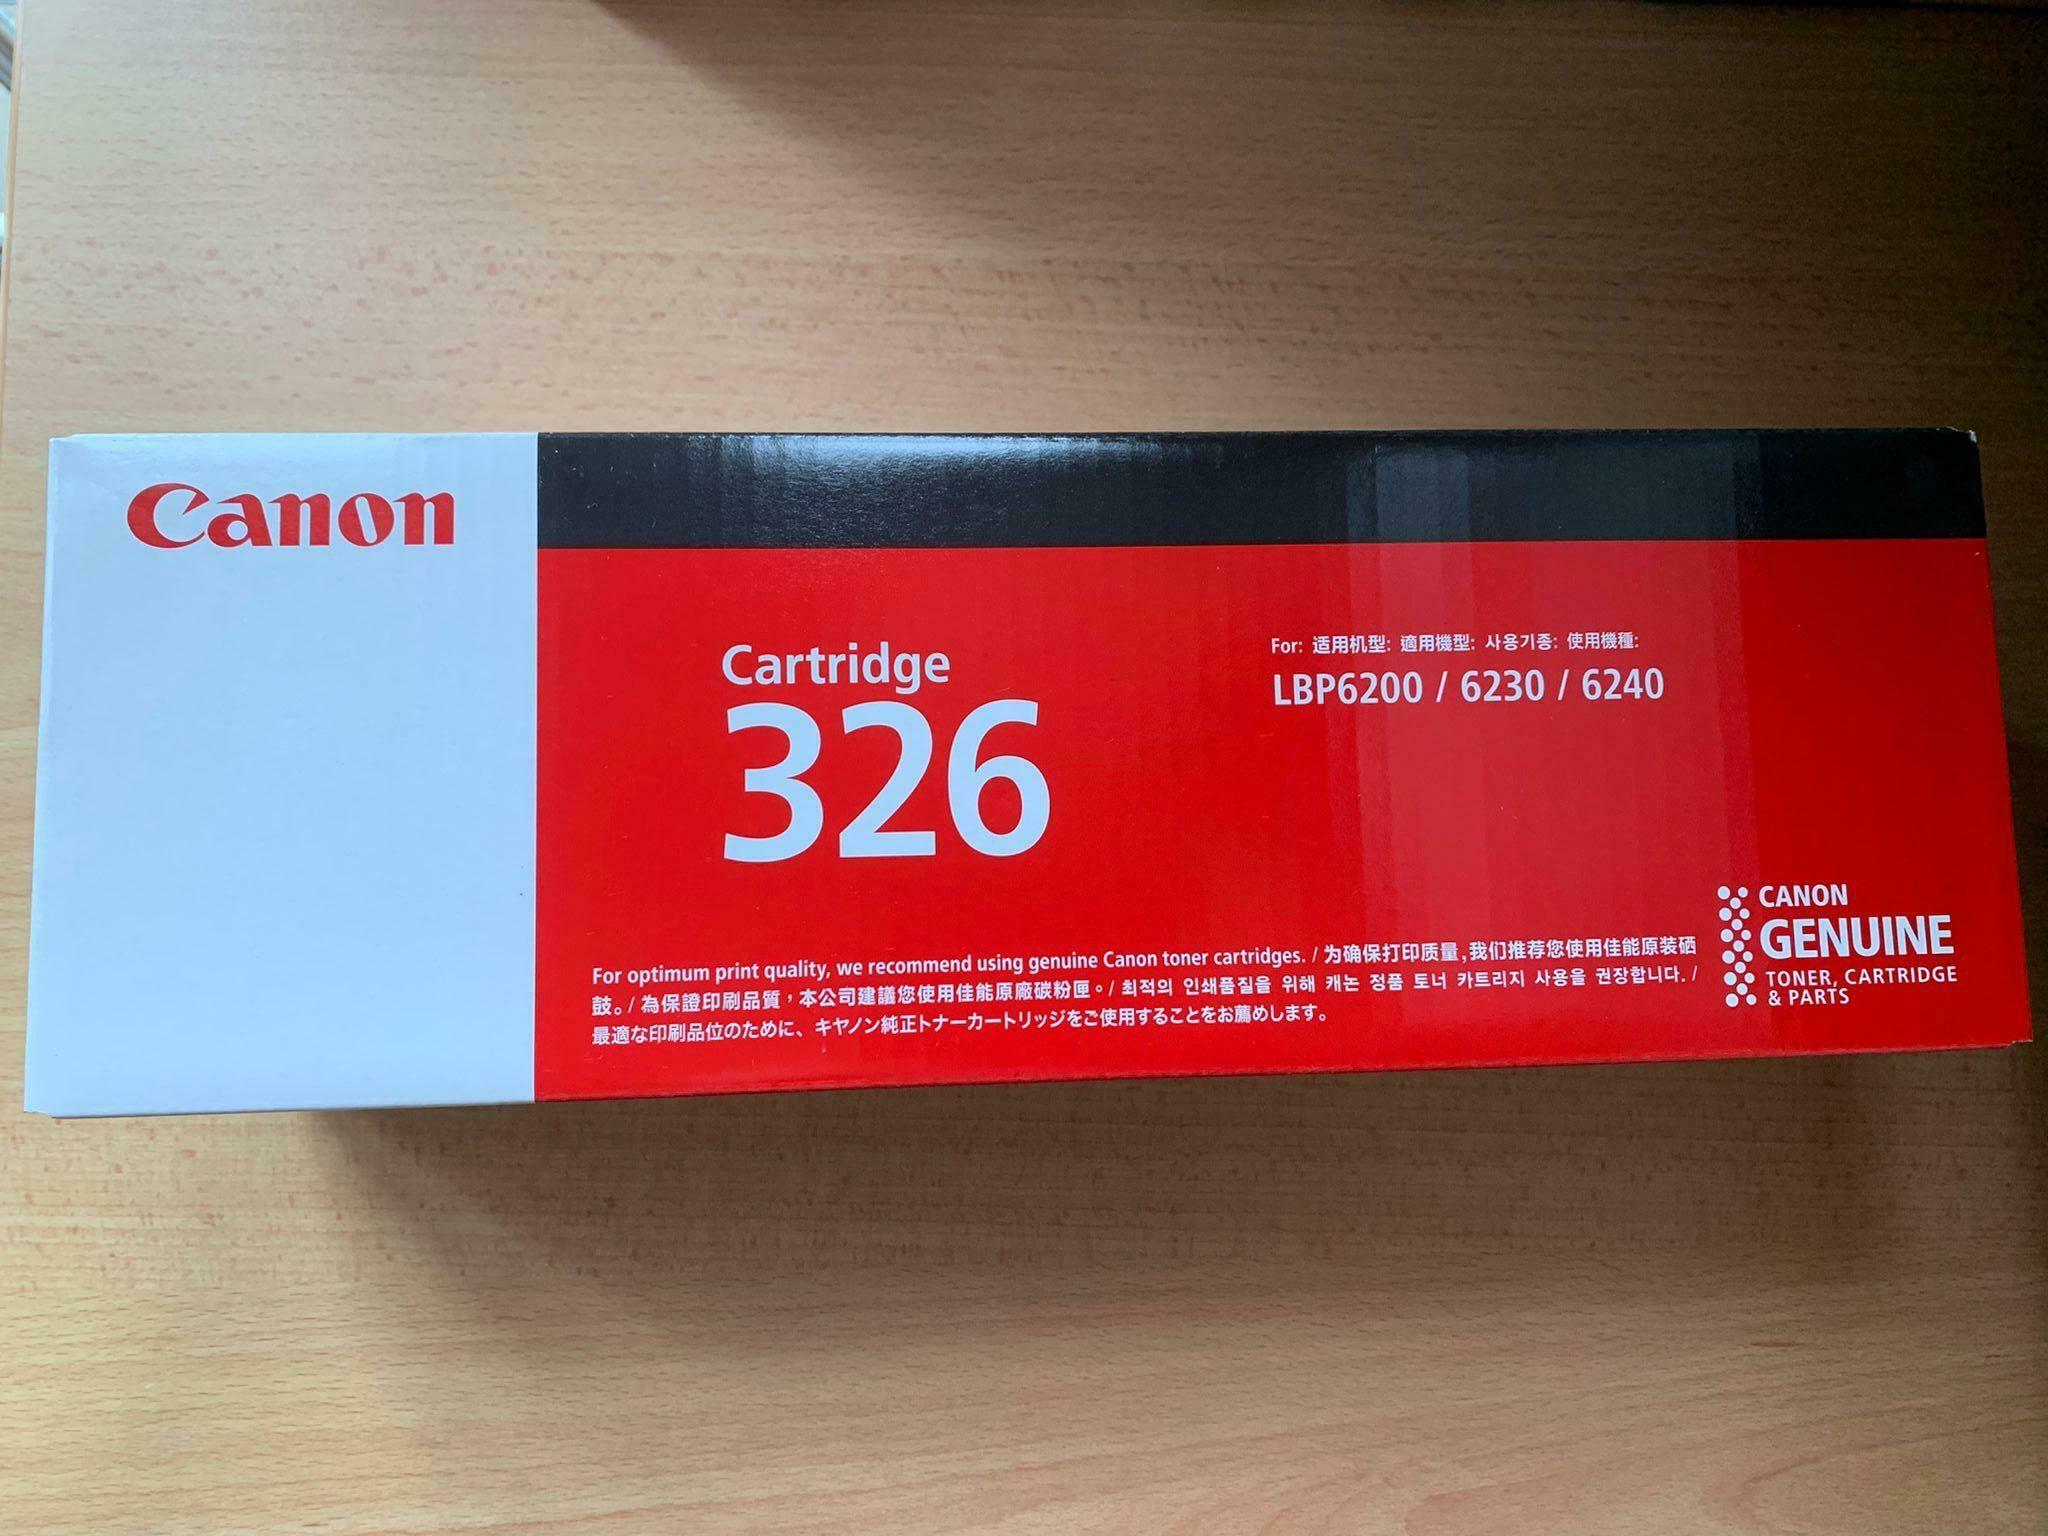 Canon
Cartridge
326
For: 适用机型: 適用機型: 사용기종: 使用機種:
LBP6200 / 6230 / 6240
For optimum print quality, we recommend using genuine Canon toner cartridges. / 为确保打印质量,我们推荐您使用佳能原装硒
鼓。/ 為保證印刷品質，本公司建議您使用佳能原廠碳粉匣。/ 최적의 인쇄품질을 위해 캐논 정품 토너 카트리지 사용을 권장합니다. /
最適な印刷品位のために、キヤノン純正トナーカートリッジをご使用することをお薦めします。
CANON
GENUINE
TONER, CARTRIDGE
& PARTS